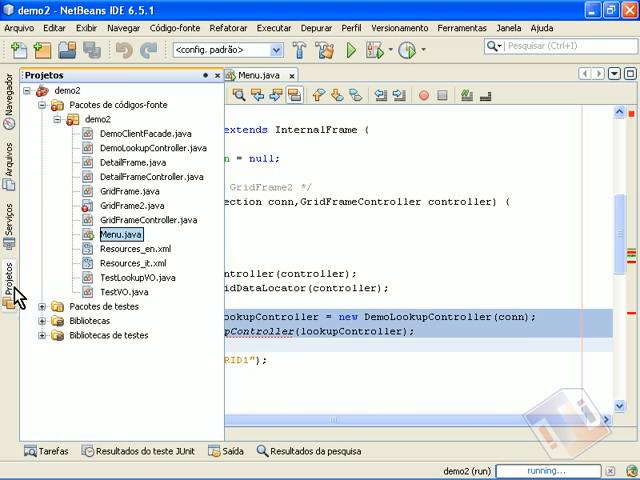 demo2 - NetBeans IDE 6.5.1
Arquivo Editar Exibir Navegar Código-fonte Refatorar Executar Depurar Perfil Versionamento Ferramentas Janela Ajuda
<config. padrão> Pesquisar (Ctrl+I)
Projetos
Menu.java
Navegador
Arquivos
Serviços
Projetos
demo2
Pacotes de códigos-fonte
demo2
DemoClientFacade.java
DemoLookupController.java
DetailFrame.java
DetailFrameController.java
GridFrame.java
GridFrame2.java
GridFrameController.java
Menu.java
Resources_en.xml
Resources_it.xml
TestLookupVO.java
TestVO.java
Pacotes de testes
Bibliotecas
Bibliotecas de testes
extends InternalFrame {
n = null;
GridFrame2 */
ection conn,GridFrameController controller) {
ontroller(controller);
idDataLocator(controller);
lookupController = new DemoLookupController(conn);
pController(lookupController);
RID1");
Tarefas Resultados do teste JUnit Saída Resultados da pesquisa
demo2 (run) running...